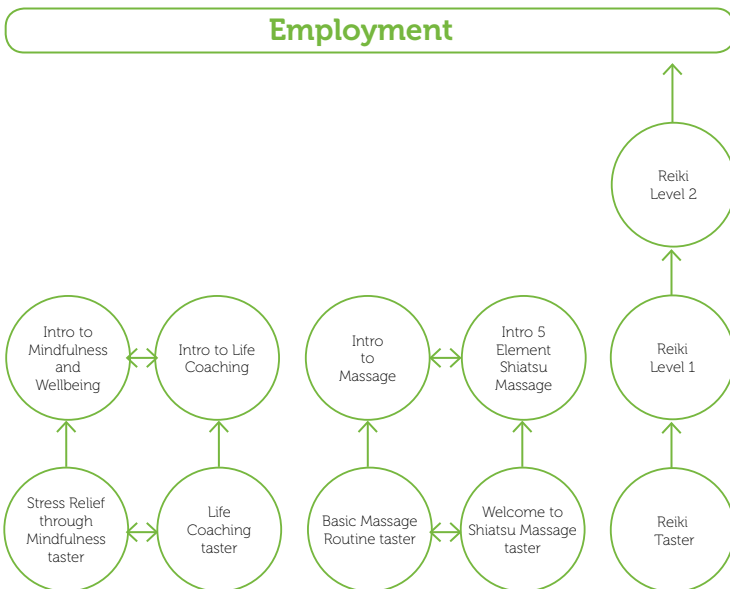 Employment
Reiki
Level 2
Intro to
Mindfulness
and
Wellbeing
Intro to Life
Coaching
Intro
to
Massage
Intro 5
Element
Shiatsu
Massage
Reiki
Level 1
Stress Relief
through
Mindfulness
taster
Life
Coaching
taster
Basic Massage
Routine taster
Welcome to
Shiatsu Massage
taster
Reiki
Taster